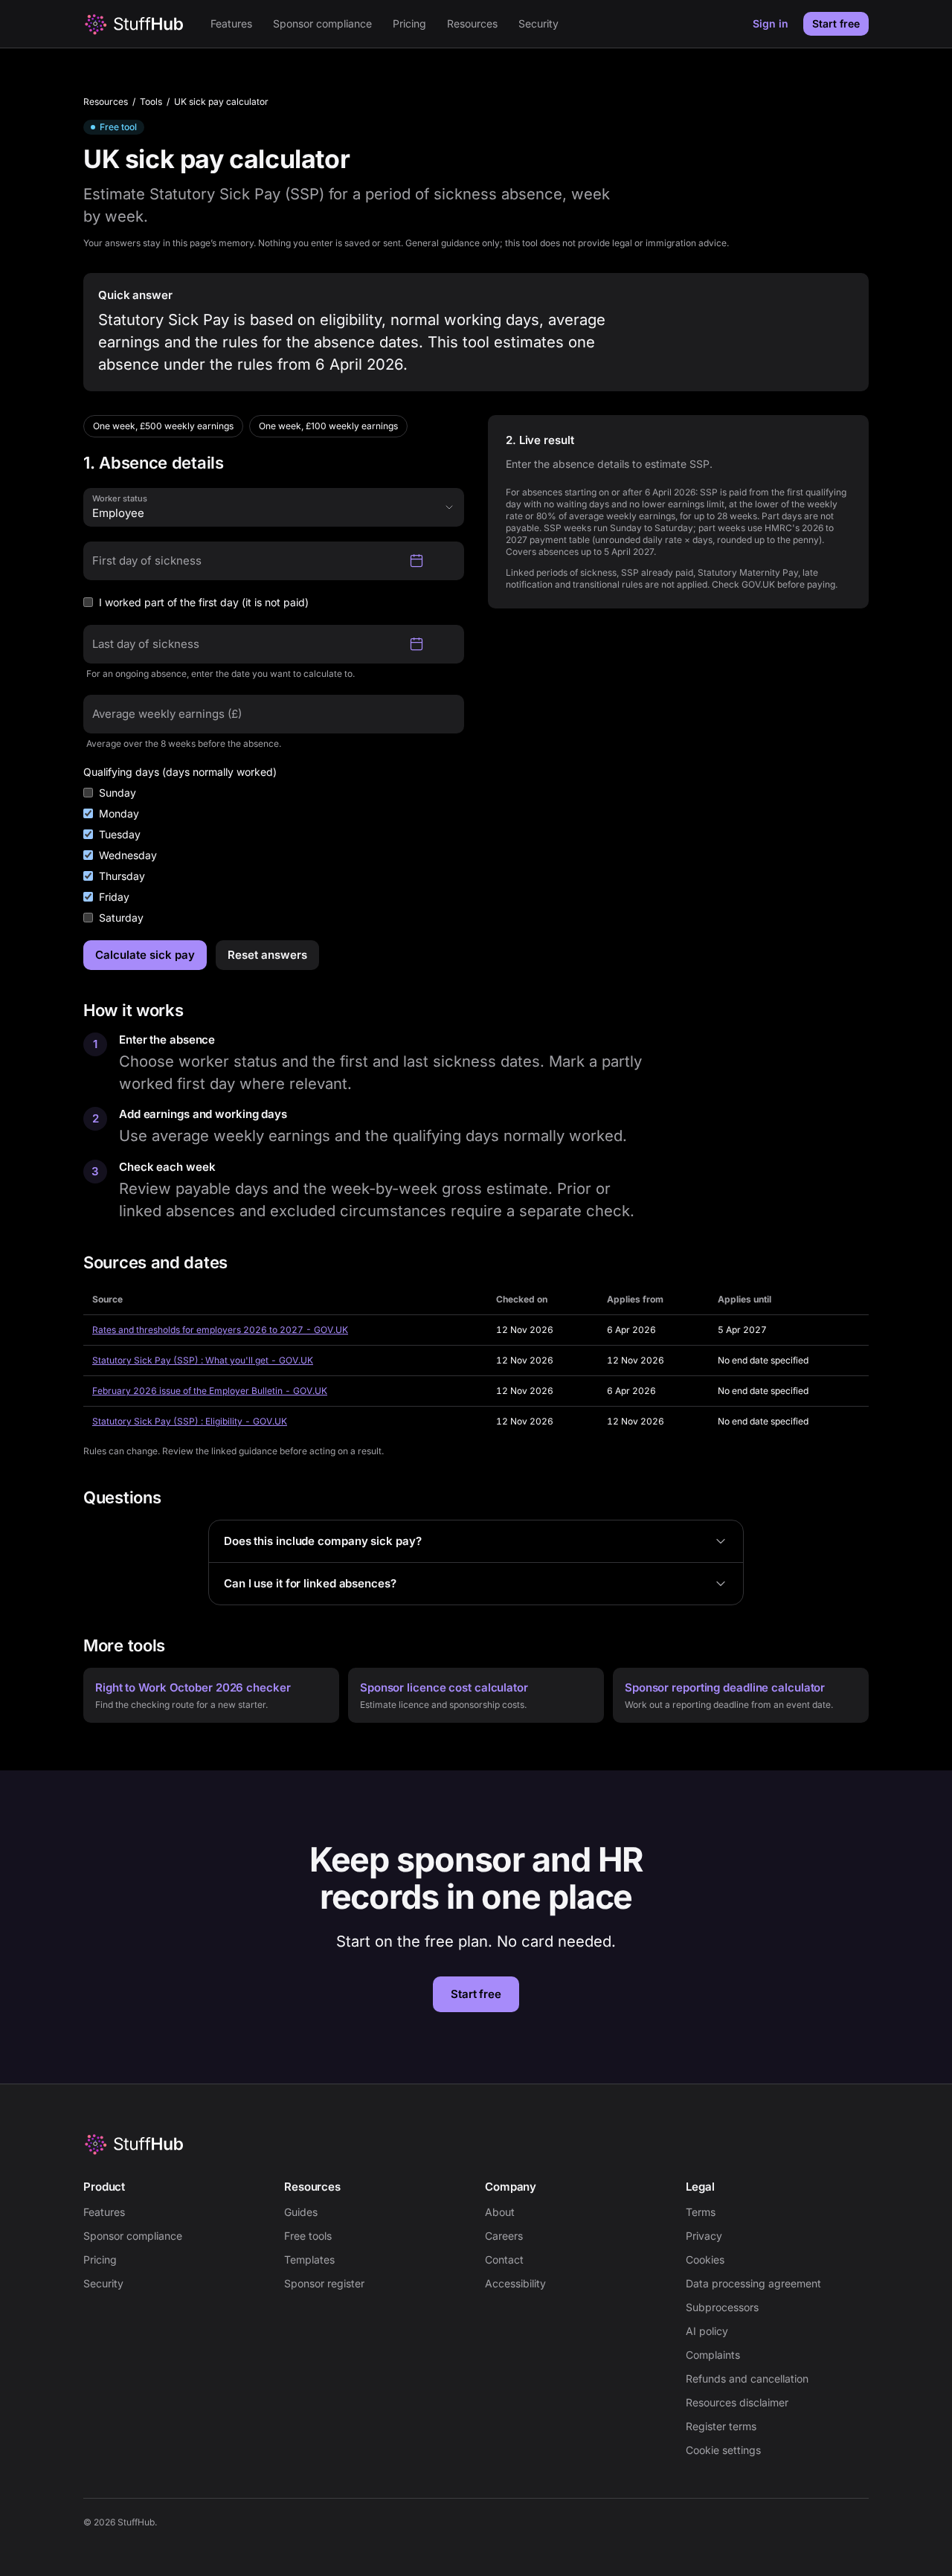 StuffHub
Features
Sponsor compliance
Pricing
Resources
Security
Sign in
Start free
Resources / Tools / UK sick pay calculator
Free tool
UK sick pay calculator
Estimate Statutory Sick Pay (SSP) for a period of sickness absence, week
by week.
Your answers stay in this page's memory. Nothing you enter is saved or sent. General guidance only; this tool does not provide legal or immigration advice.
Quick answer
Statutory Sick Pay is based on eligibility, normal working days, average
earnings and the rules for the absence dates. This tool estimates one
absence under the rules from 6 April 2026.
One week, £500 weekly earnings
One week, £100 weekly earnings
1. Absence details
Worker status
Employee
First day of sickness
I worked part of the first day (it is not paid)
Last day of sickness
For an ongoing absence, enter the date you want to calculate to.
Average weekly earnings (£)
Average over the 8 weeks before the absence.
Qualifying days (days normally worked)
Sunday
Monday
Tuesday
Wednesday
Thursday
Friday
Saturday
Calculate sick pay
Reset answers
2. Live result
Enter the absence details to estimate SSP.
For absences starting on or after 6 April 2026: SSP is paid from the first qualifying
day with no waiting days and no lower earnings limit, at the lower of the weekly
rate or 80% of average weekly earnings, for up to 28 weeks. Part days are not
payable. SSP weeks run Sunday to Saturday; part weeks use HMRC's 2026 to
2027 payment table (unrounded daily rate × days, rounded up to the penny).
Covers absences up to 5 April 2027.
Linked periods of sickness, SSP already paid, Statutory Maternity Pay, late
notification and transitional rules are not applied. Check GOV.UK before paying.
How it works
1
Enter the absence
Choose worker status and the first and last sickness dates. Mark a partly
worked first day where relevant.
2
Add earnings and working days
Use average weekly earnings and the qualifying days normally worked.
3
Check each week
Review payable days and the week-by-week gross estimate. Prior or
linked absences and excluded circumstances require a separate check.
Sources and dates
Source Checked on Applies from Applies until
Rates and thresholds for employers 2026 to 2027 - GOV.UK 12 Nov 2026 6 Apr 2026 5 Apr 2027
Statutory Sick Pay (SSP) : What you'll get - GOV.UK 12 Nov 2026 12 Nov 2026 No end date specified
February 2026 issue of the Employer Bulletin - GOV.UK 12 Nov 2026 6 Apr 2026 No end date specified
Statutory Sick Pay (SSP) : Eligibility - GOV.UK 12 Nov 2026 12 Nov 2026 No end date specified
Rules can change. Review the linked guidance before acting on a result.
Questions
Does this include company sick pay?
Can I use it for linked absences?
More tools
Right to Work October 2026 checker
Find the checking route for a new starter.
Sponsor licence cost calculator
Estimate licence and sponsorship costs.
Sponsor reporting deadline calculator
Work out a reporting deadline from an event date.
Keep sponsor and HR
records in one place
Start on the free plan. No card needed.
Start free
StuffHub
Product
Features
Sponsor compliance
Pricing
Security
Resources
Guides
Free tools
Templates
Sponsor register
Company
About
Careers
Contact
Accessibility
Legal
Terms
Privacy
Cookies
Data processing agreement
Subprocessors
AI policy
Complaints
Refunds and cancellation
Resources disclaimer
Register terms
Cookie settings
© 2026 StuffHub.